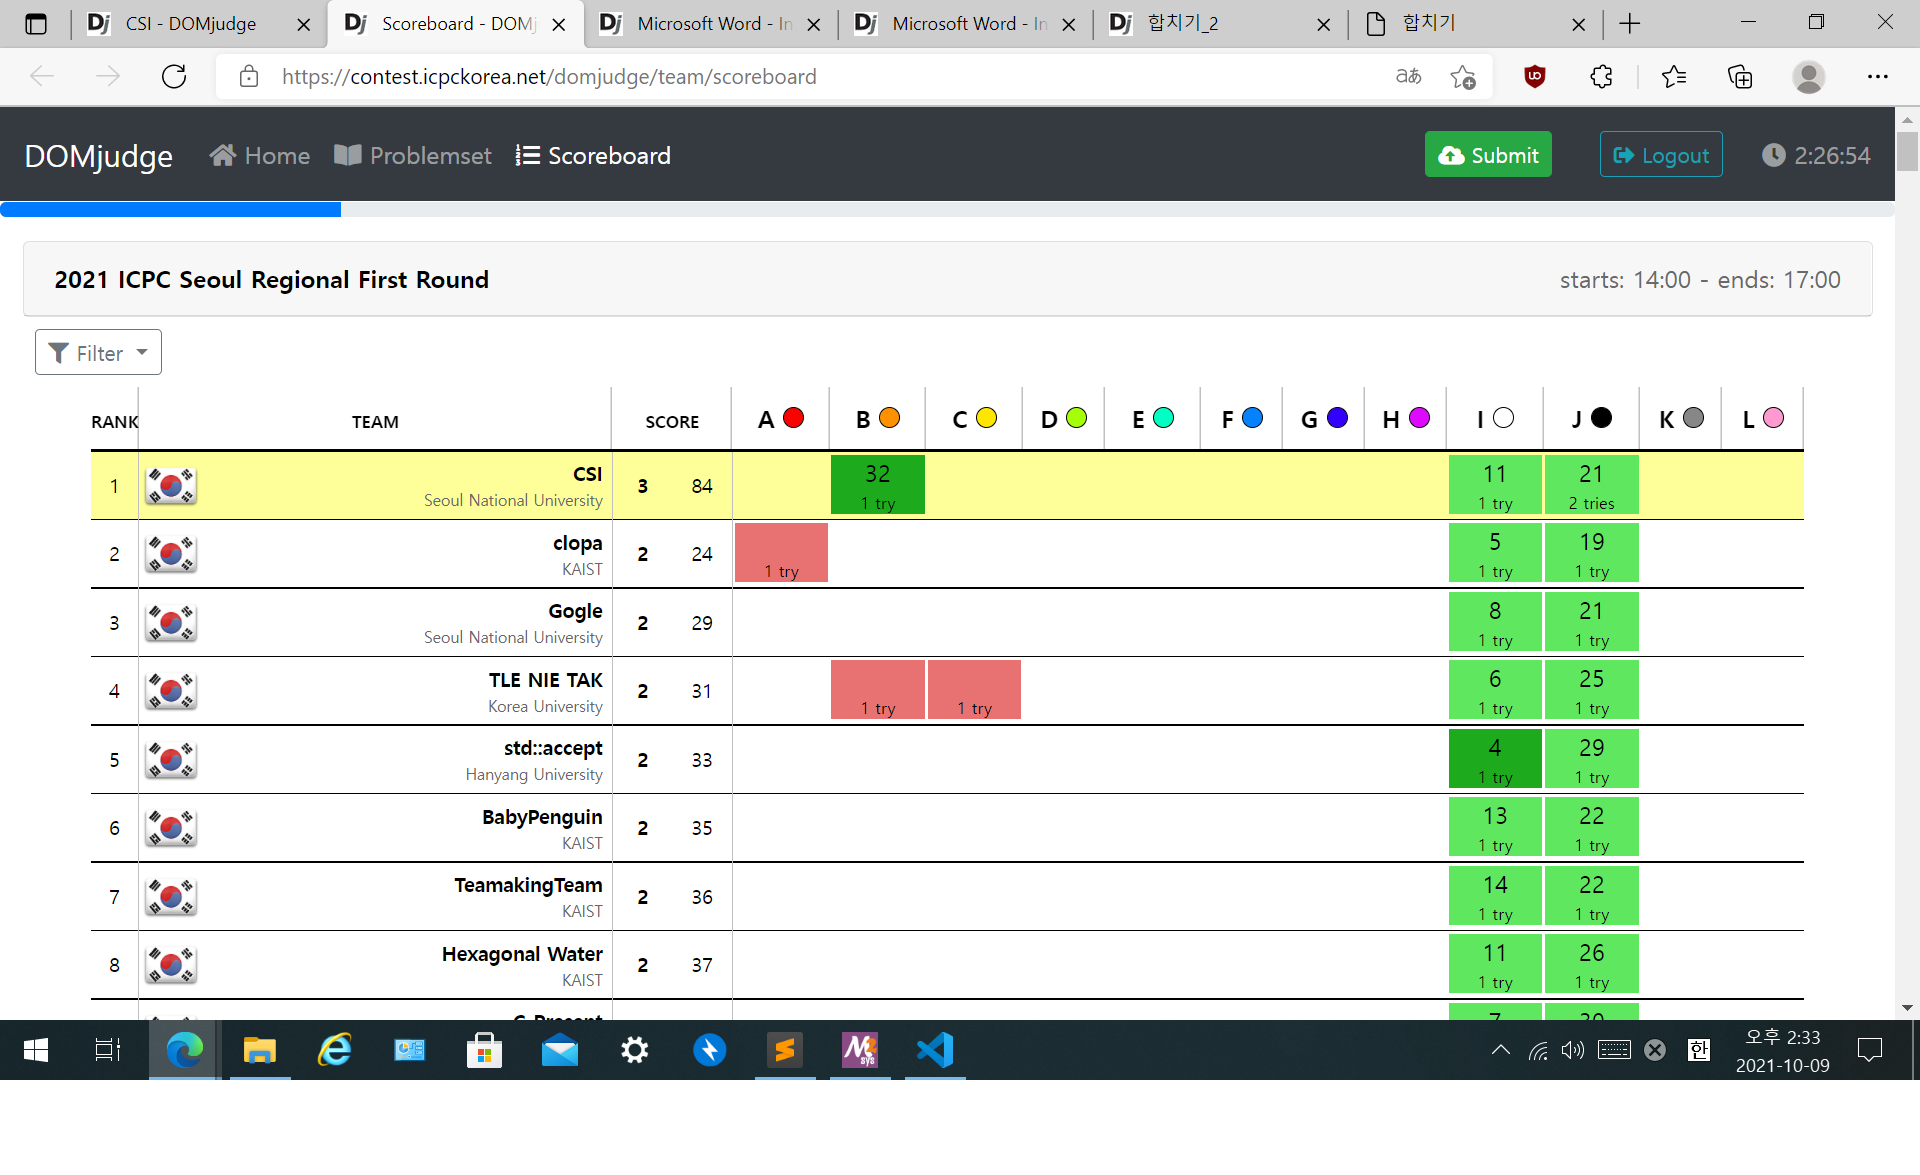 CSI - DOMjudge
Scoreboard - DOMj
Microsoft Word - In
Microsoft Word - In
합치기_2
합치기
https://contest.icpckorea.net/domjudge/team/scoreboard
DOMjudge Home Problemset Scoreboard Submit Logout 2:26:54
2021 ICPC Seoul Regional First Round starts: 14:00 - ends: 17:00
Filter
RANK TEAM SCORE A B C D E F G H I J K L
1 CSI 3 84 32 11 21
Seoul National University 1 try 1 try 2 tries
2 clopa 2 24 5 19
KAIST 1 try 1 try 1 try
3 Gogle 2 29 8 21
Seoul National University 1 try 1 try
4 TLE NIE TAK 2 31 6 25
Korea University 1 try 1 try 1 try 1 try
5 std::accept 2 33 4 29
Hanyang University 1 try 1 try
6 BabyPenguin 2 35 13 22
KAIST 1 try 1 try
7 TeamakingTeam 2 36 14 22
KAIST 1 try 1 try
8 Hexagonal Water 2 37 11 26
KAIST 1 try 1 try
한
오후 2:33
2021-10-09